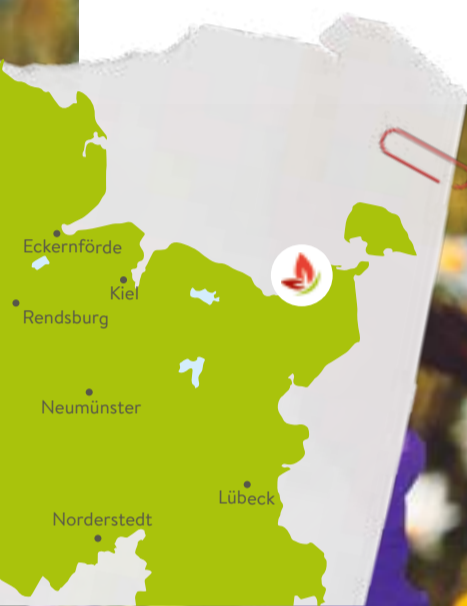 Eckernförde
Kiel
Rendsburg
Neumünster
Lübeck
Norderstedt